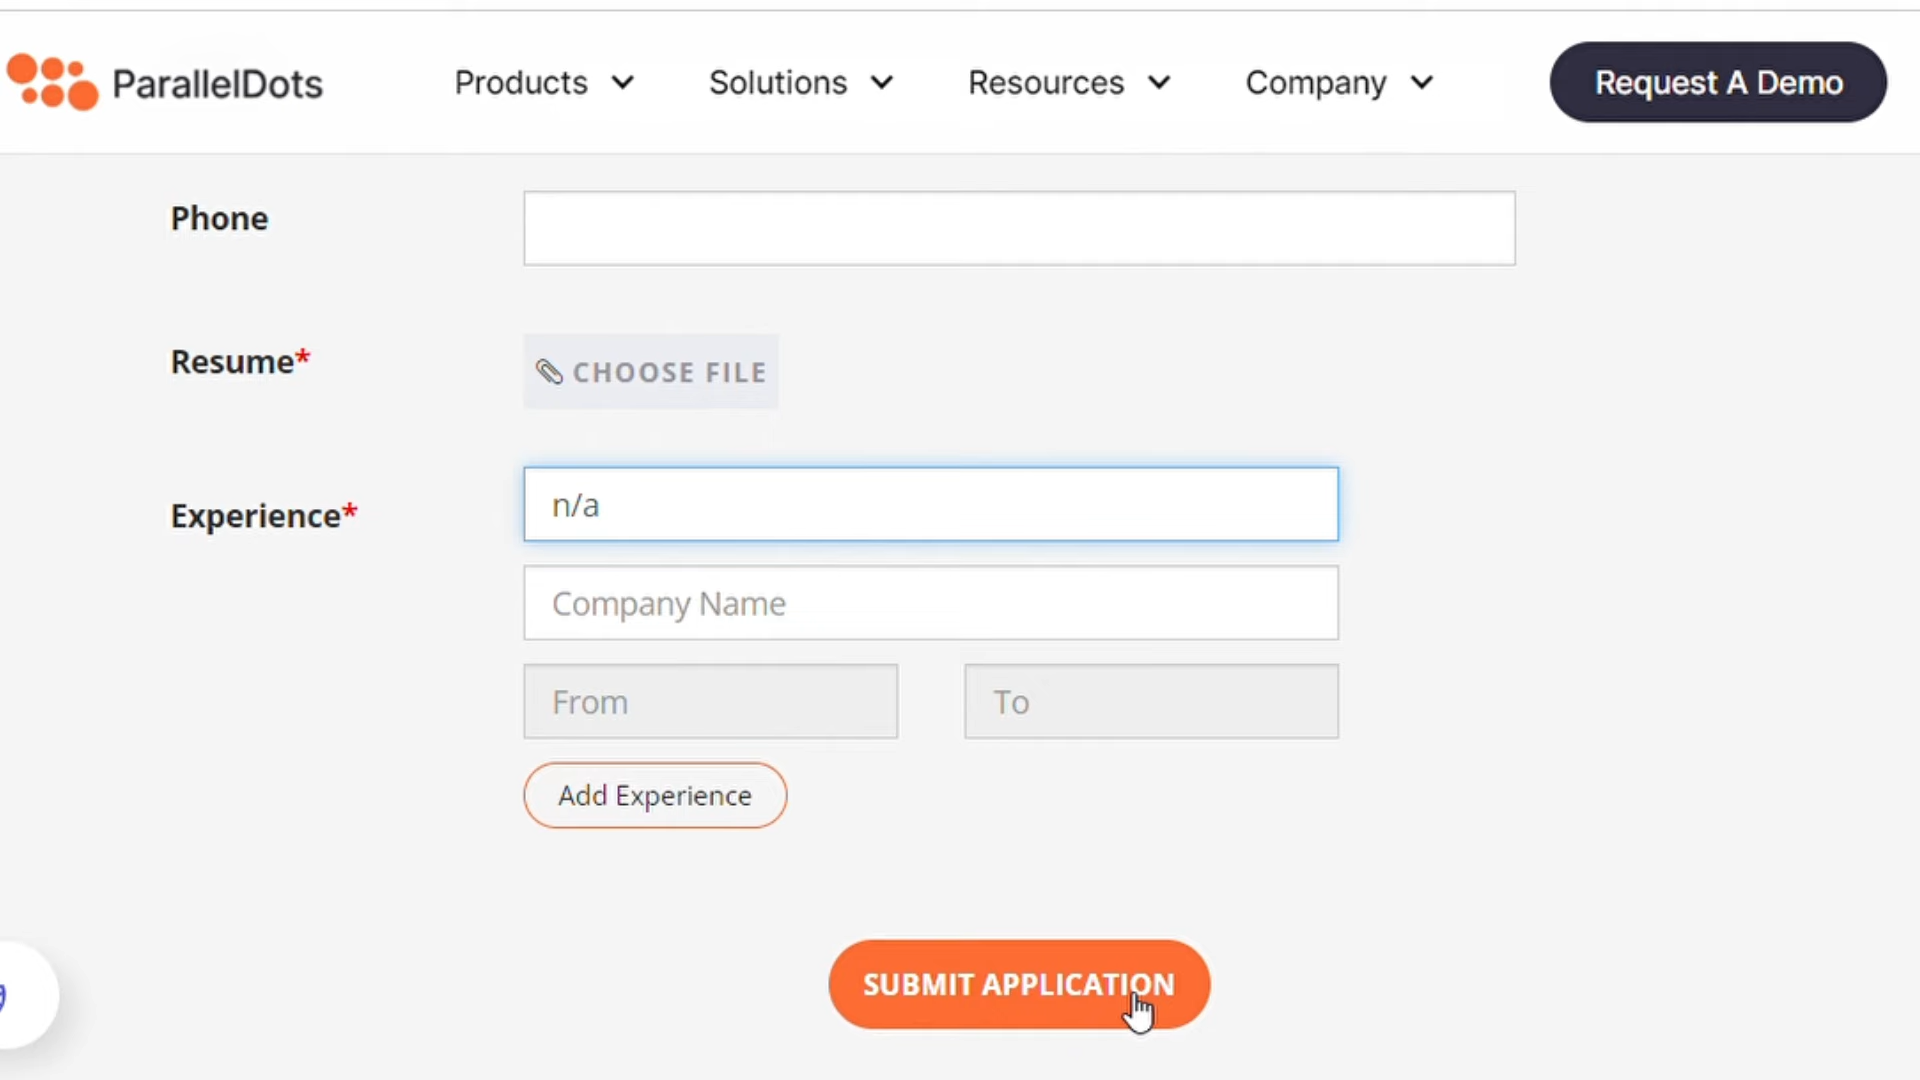 ParallelDots
Products
Solutions
Resources
Company
Request A Demo
Phone
Resume*
CHOOSE FILE
Experience*
n/a
Company Name
From
To
Add Experience
SUBMIT APPLICATION